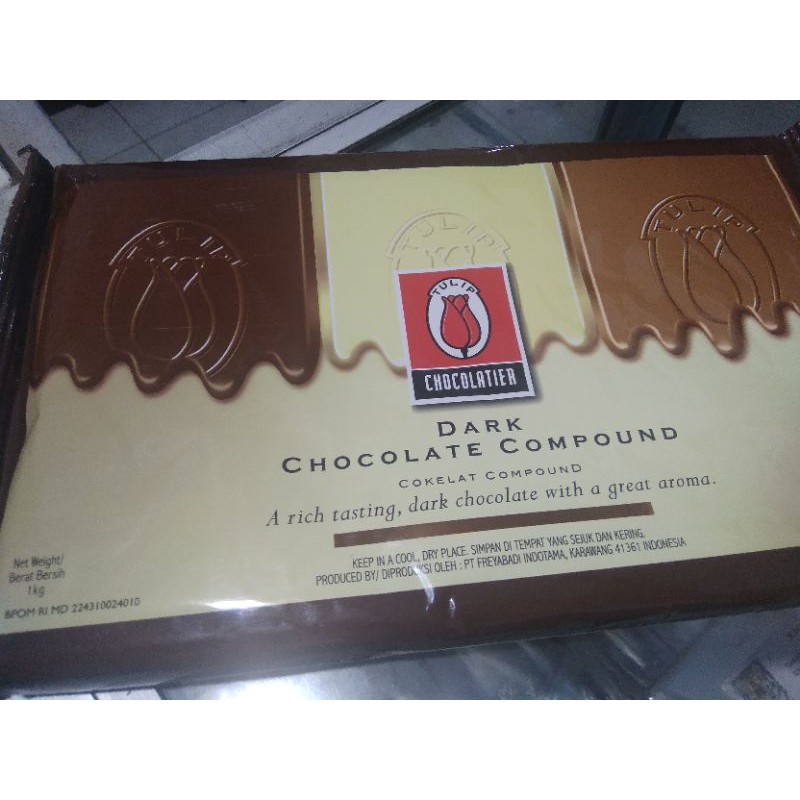 TULIP
TULIP
TULIP
TULIP
CHOCOLATIER
DARK
CHOCOLATE COMPOUND
COKELAT COMPOUND
A rich tasting, dark chocolate with a great aroma.
KEEP IN A COOL, DRY PLACE. SIMPAN DI TEMPAT YANG SEJUK DAN KERING.
PRODUCED BY/ DIPRODUKSI OLEH : PT FREYABADI INDOTAMA, KARAWANG 41361 INDONESIA
Net Weight/
Berat Bersih
1kg
BPOM RI MD 224310024010